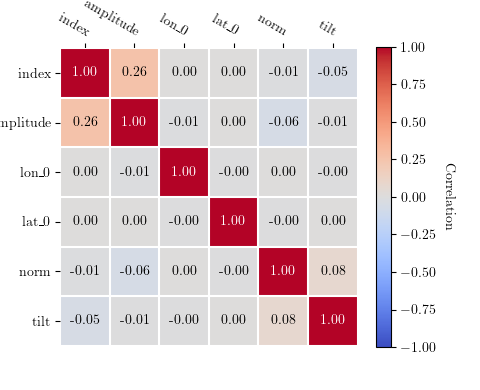 index amplitude lon_0 lat_0 norm tilt
index 1.00 0.26 0.00 0.00 -0.01 -0.05
mplitude 0.26 1.00 -0.01 0.00 -0.06 -0.01
lon_0 0.00 -0.01 1.00 -0.00 0.00 -0.00
lat_0 0.00 0.00 -0.00 1.00 -0.00 0.00
norm -0.01 -0.06 0.00 -0.00 1.00 0.08
tilt -0.05 -0.01 -0.00 0.00 0.08 1.00
1.00
0.75
0.50
0.25
0.00
−0.25
−0.50
−0.75
−1.00
Correlation